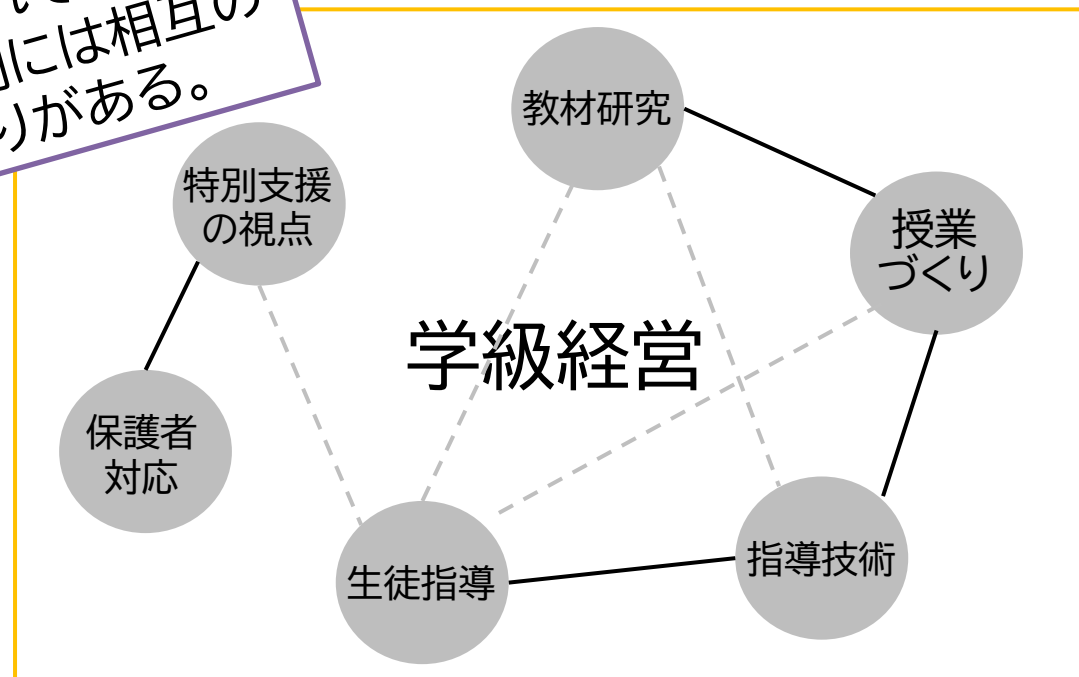 には相互の
がある。
教材研究
特別支援
の視点
授業
づくり
学級経営
保護者
対応
生徒指導
指導技術